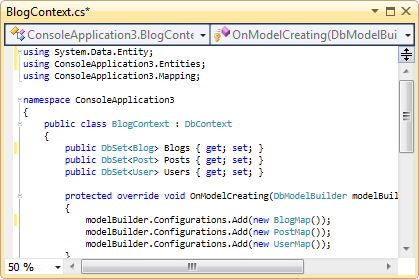 BlogContext.cs*
ConsoleApplication3.BlogConte
OnModelCreating(DbModelBuil
using System.Data.Entity;
using ConsoleApplication3.Entities;
using ConsoleApplication3.Mapping;
namespace ConsoleApplication3
{
public class BlogContext : DbContext
{
public DbSet<Blog> Blogs { get; set; }
public DbSet<Post> Posts { get; set; }
public DbSet<User> Users { get; set; }
protected override void OnModelCreating(DbModelBuilder modelBuil
{
modelBuilder.Configurations.Add(new BlogMap());
modelBuilder.Configurations.Add(new PostMap());
modelBuilder.Configurations.Add(new UserMap());
}
50 %